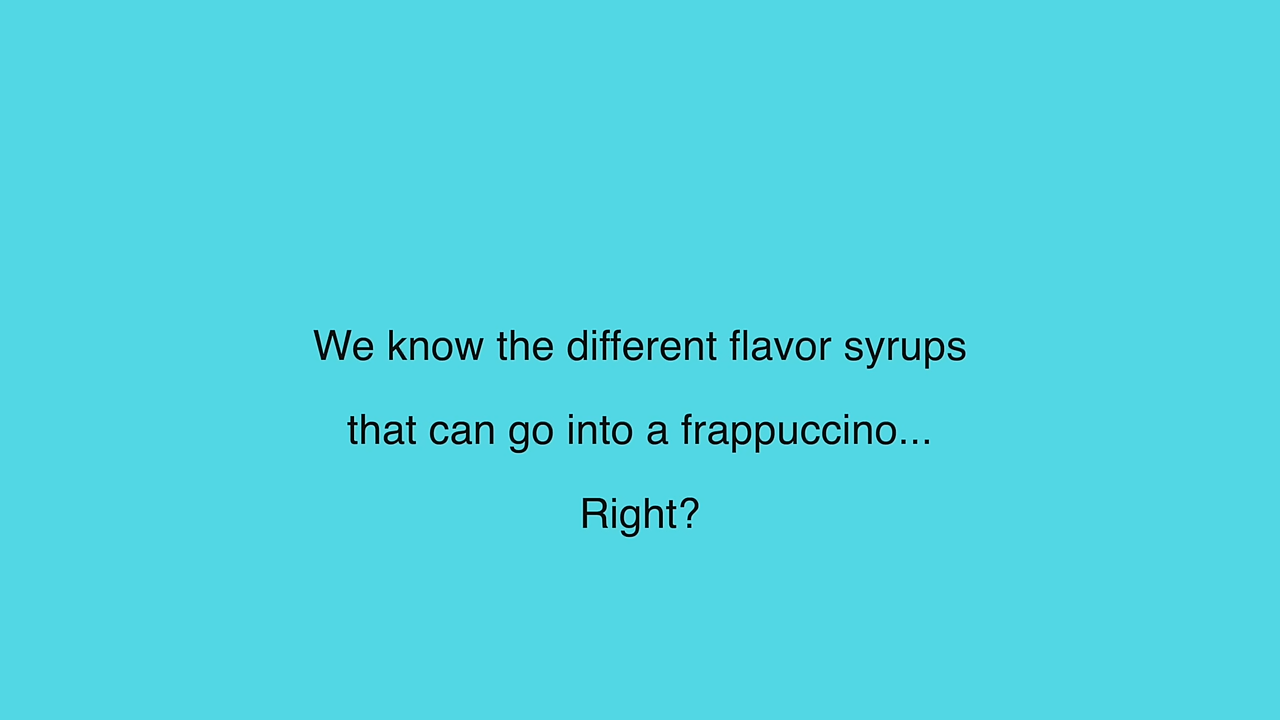 We know the different flavor syrups
that can go into a frappuccino...
Right?